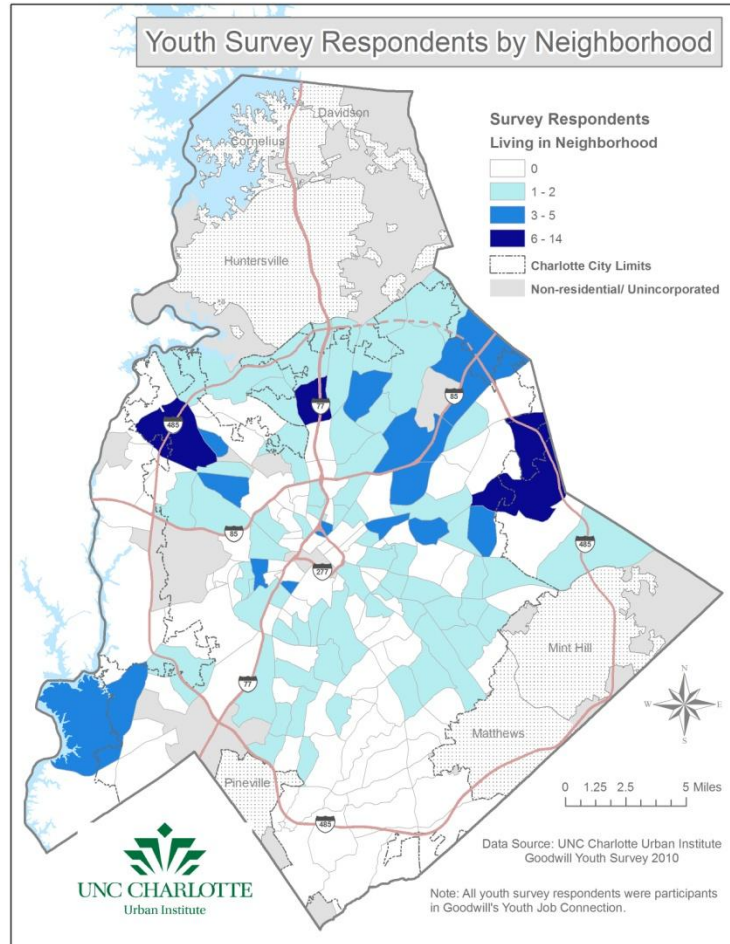 Youth Survey Respondents by Neighborhood
Davidson
Cornelius
Huntersville
Survey Respondents
Living in Neighborhood
0
1 - 2
3 - 5
6 - 14
Charlotte City Limits
Non-residential/ Unincorporated
85
77
485
85
485
277
Mint Hill
77
N
W E
S
Matthews
Pineville
485
0 1.25 2.5 5 Miles
Data Source: UNC Charlotte Urban Institute
Goodwill Youth Survey 2010
UNC CHARLOTTE
Urban Institute
Note: All youth survey respondents were participants
in Goodwill's Youth Job Connection.